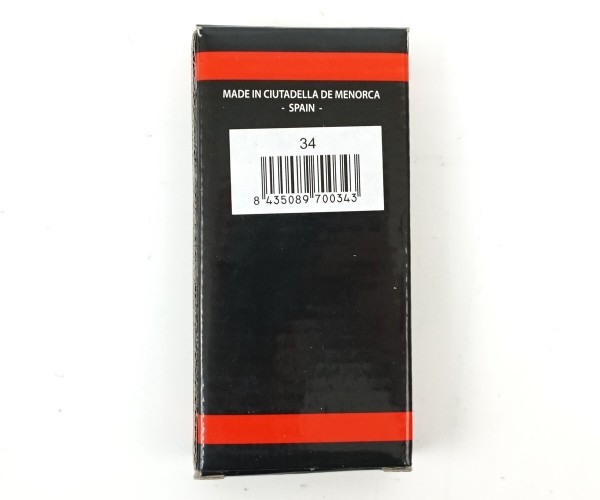 MADE IN CIUTADELLA DE MENORCA
- SPAIN -
34
8 435089 700343